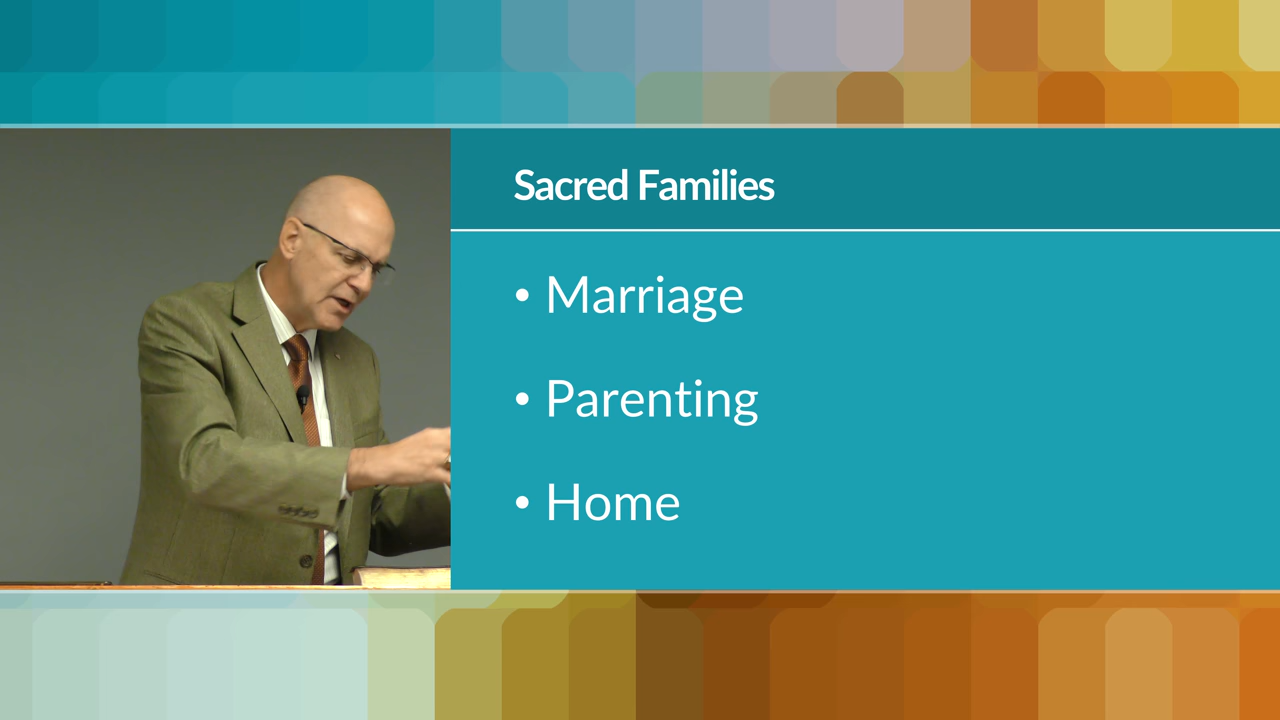 Sacred Families
• Marriage
• Parenting
• Home